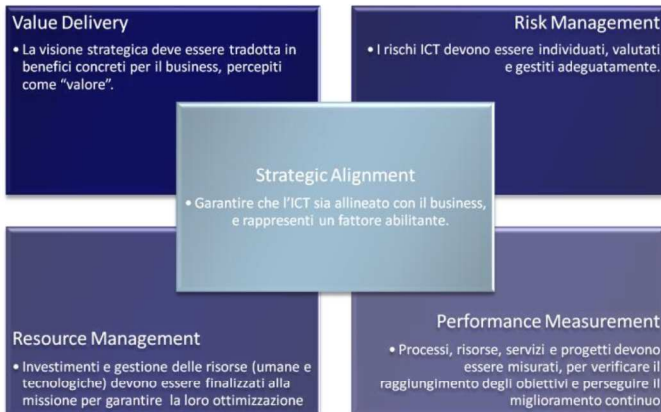 Value Delivery
• La visione strategica deve essere tradotta in
benefici concreti per il business, percepiti
come “valore”.
Risk Management
• I rischi ICT devono essere individuati, valutati
e gestiti adeguatamente.
Strategic Alignment
• Garantire che l’ICT sia allineato con il business,
e rappresenti un fattore abilitante.
Resource Management
• Investimenti e gestione delle risorse (umane e
tecnologiche) devono essere finalizzati alla
missione per garantire la loro ottimizzazione
Performance Measurement
• Processi, risorse, servizi e progetti devono
essere misurati, per verificare il
raggiungimento degli obiettivi e perseguire il
miglioramento continuo